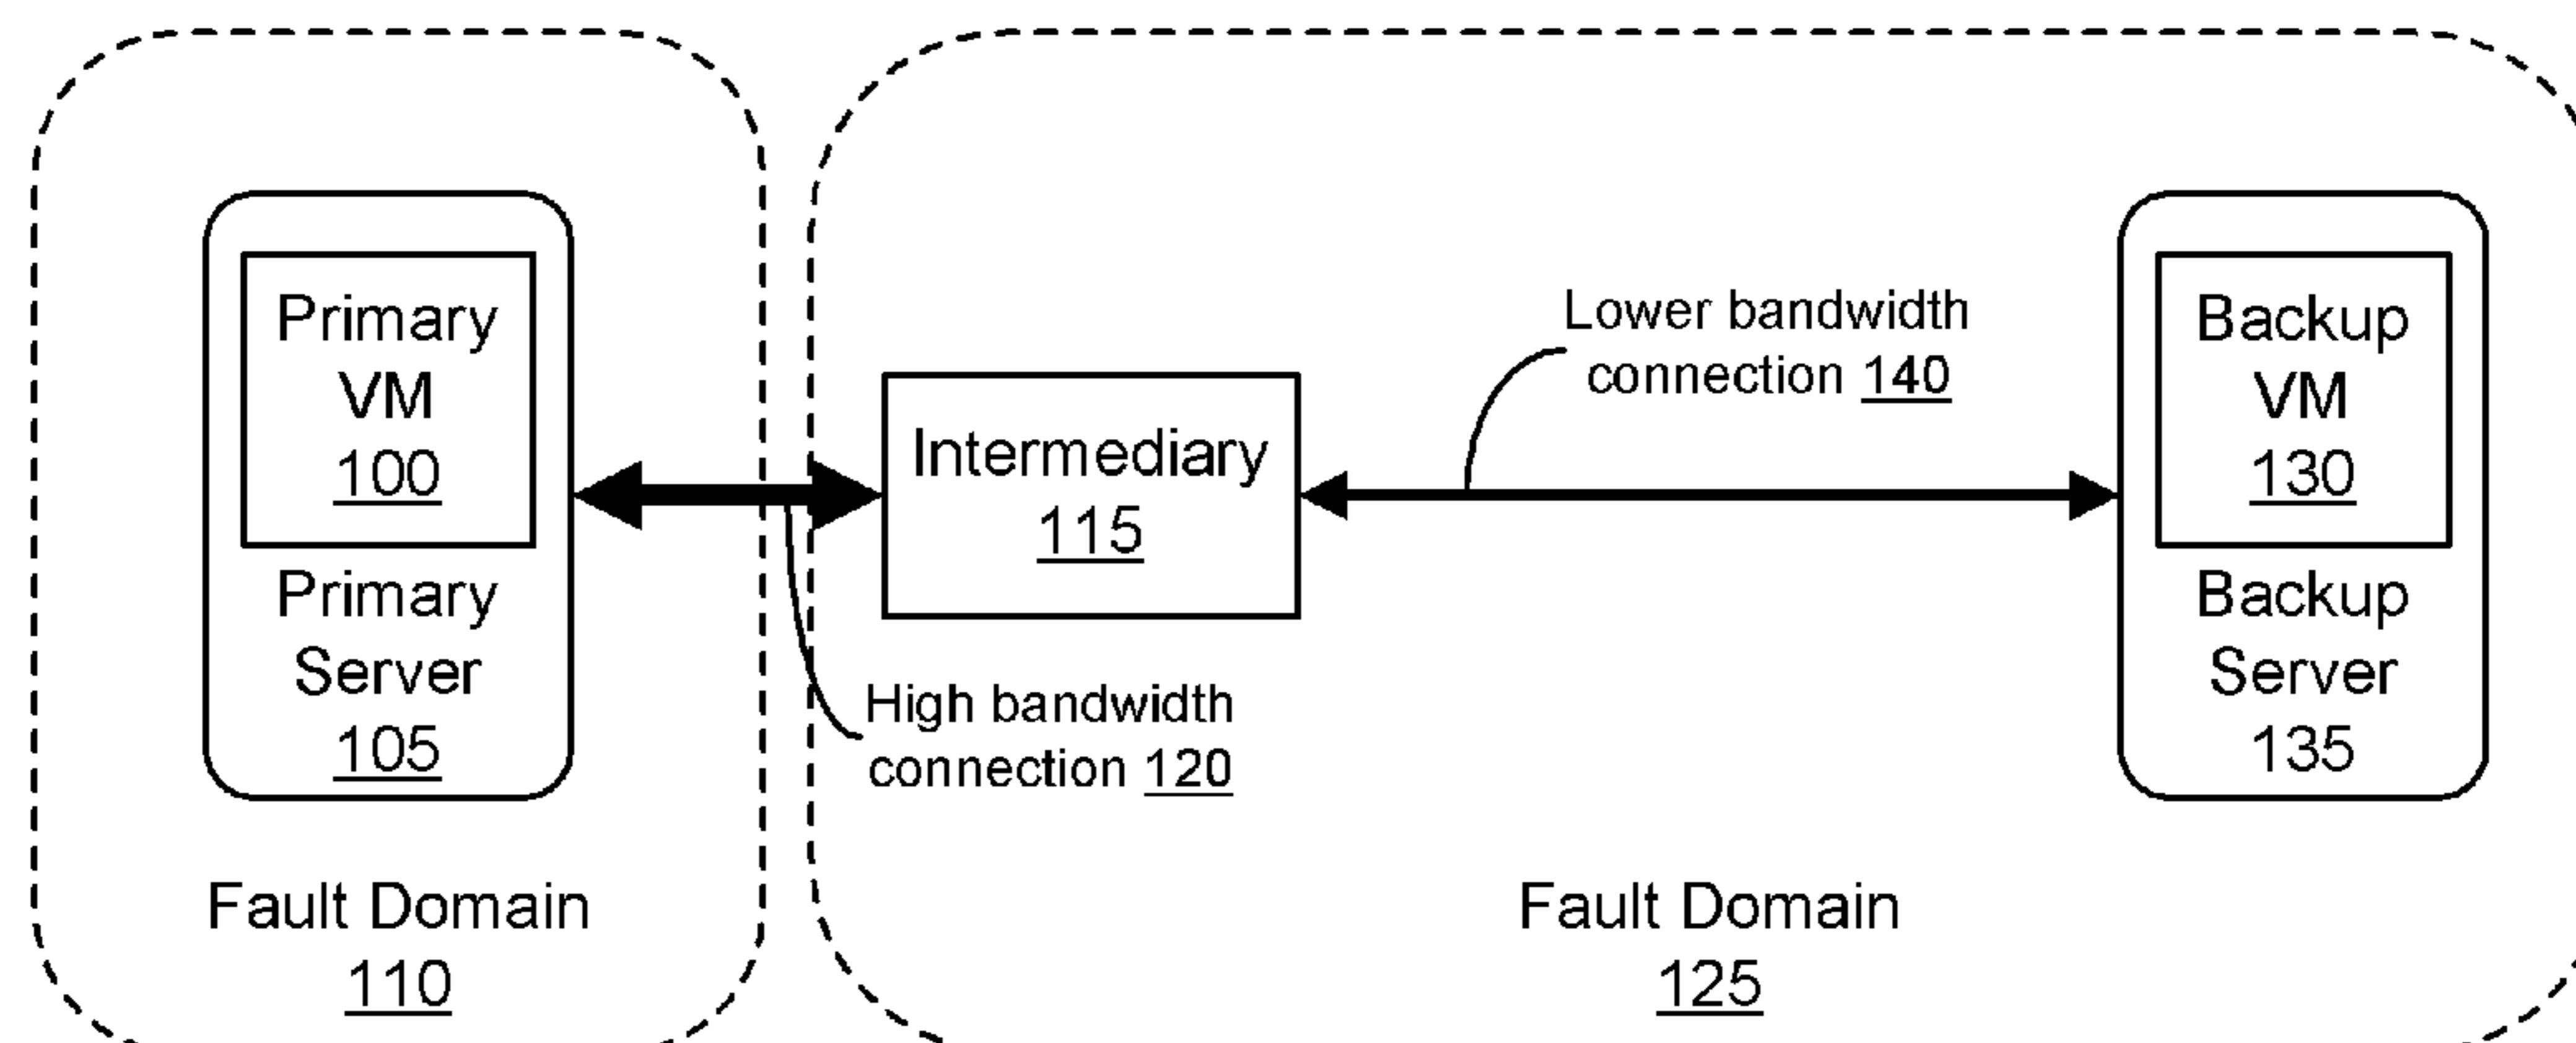 Primary
VM
100
Primary
Server
105
Fault Domain
110
Intermediary
115
High bandwidth
connection 120
Lower bandwidth
connection 140
Backup
VM
130
Backup
Server
135
Fault Domain
125